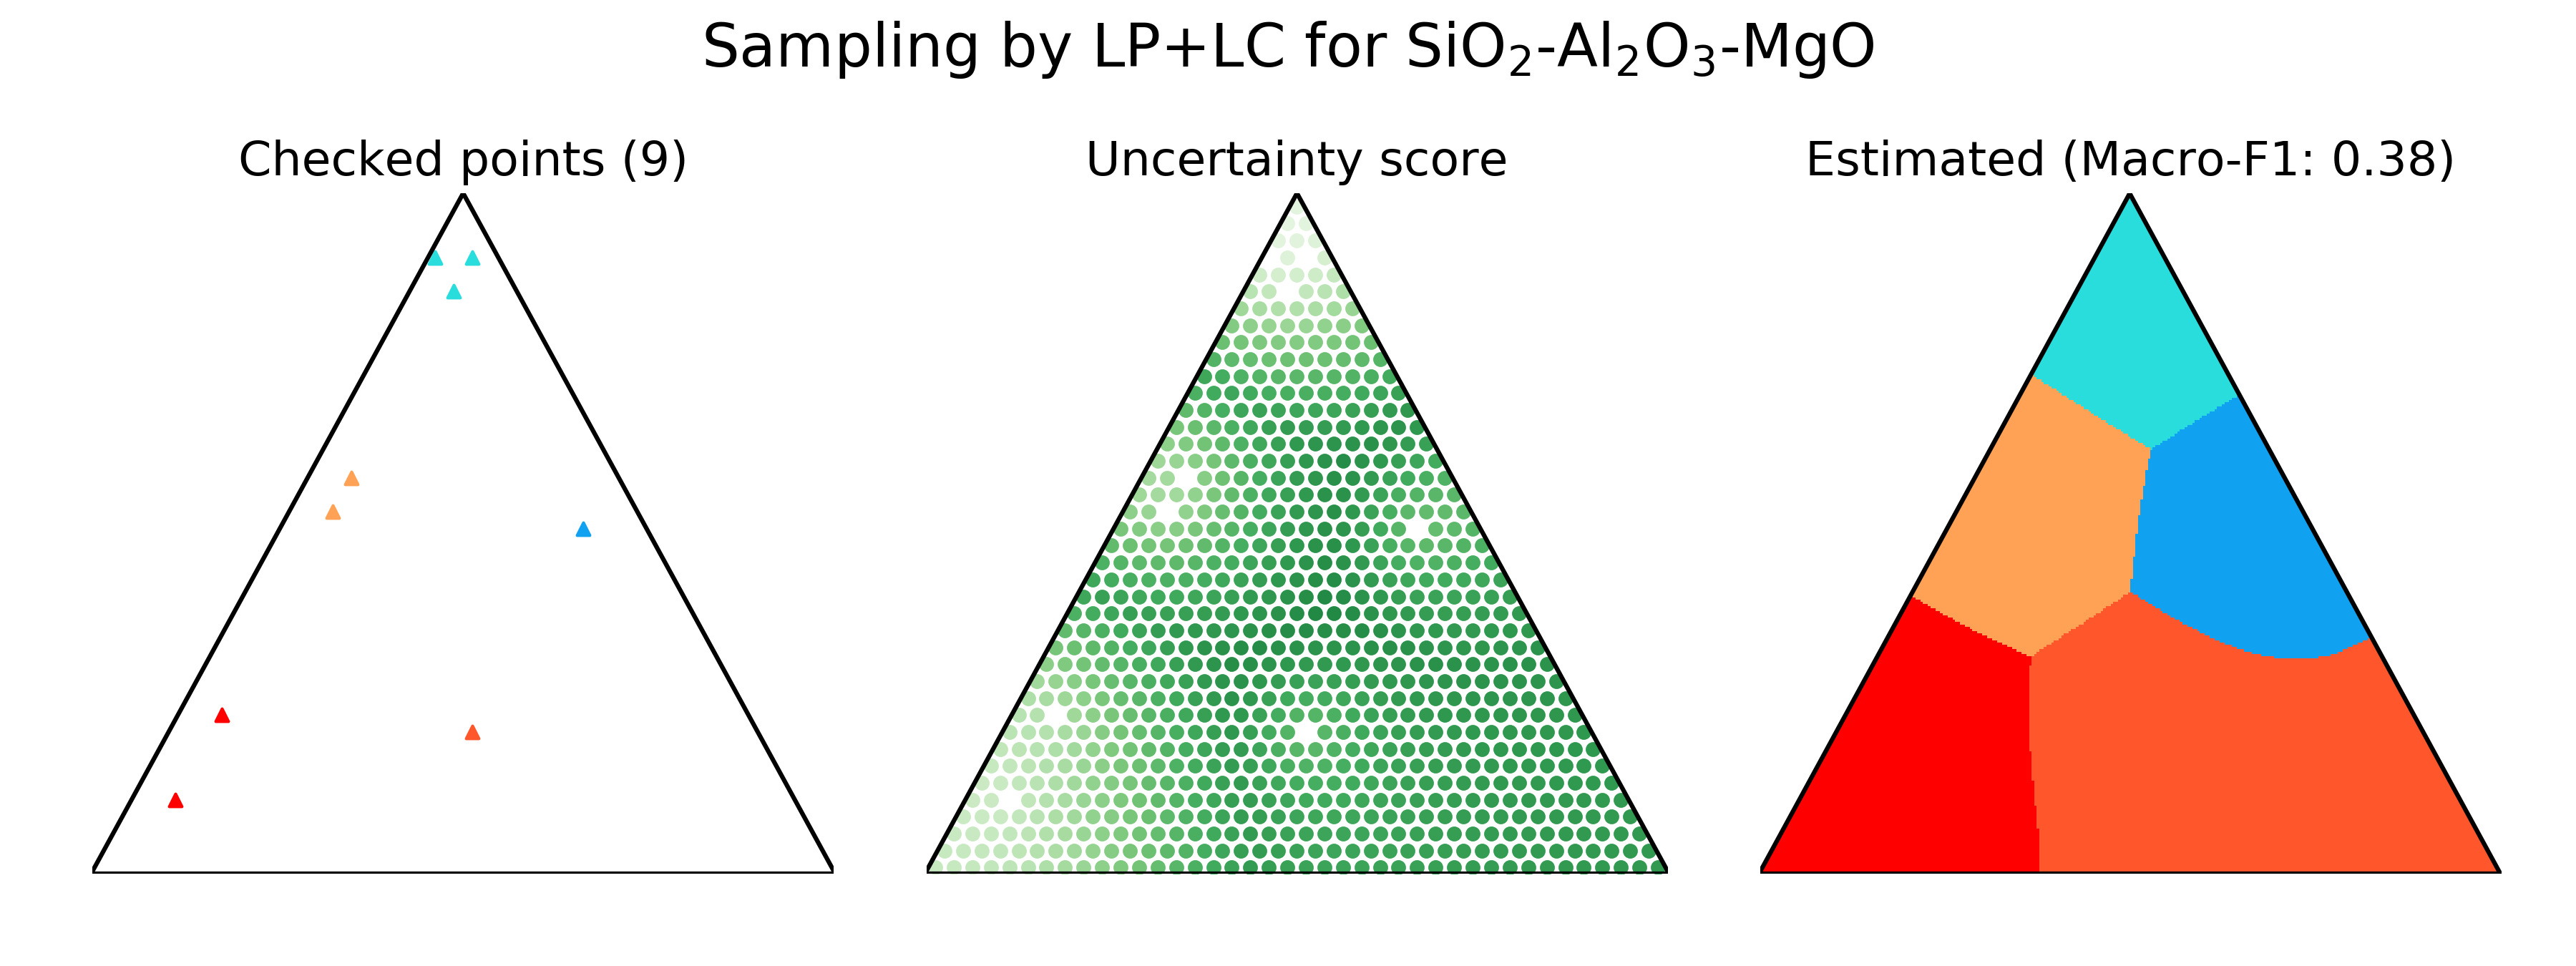 Sampling by LP+LC for SiO₂-Al₂O₃-MgO
Checked points (9)
Uncertainty score
Estimated (Macro-F1: 0.38)